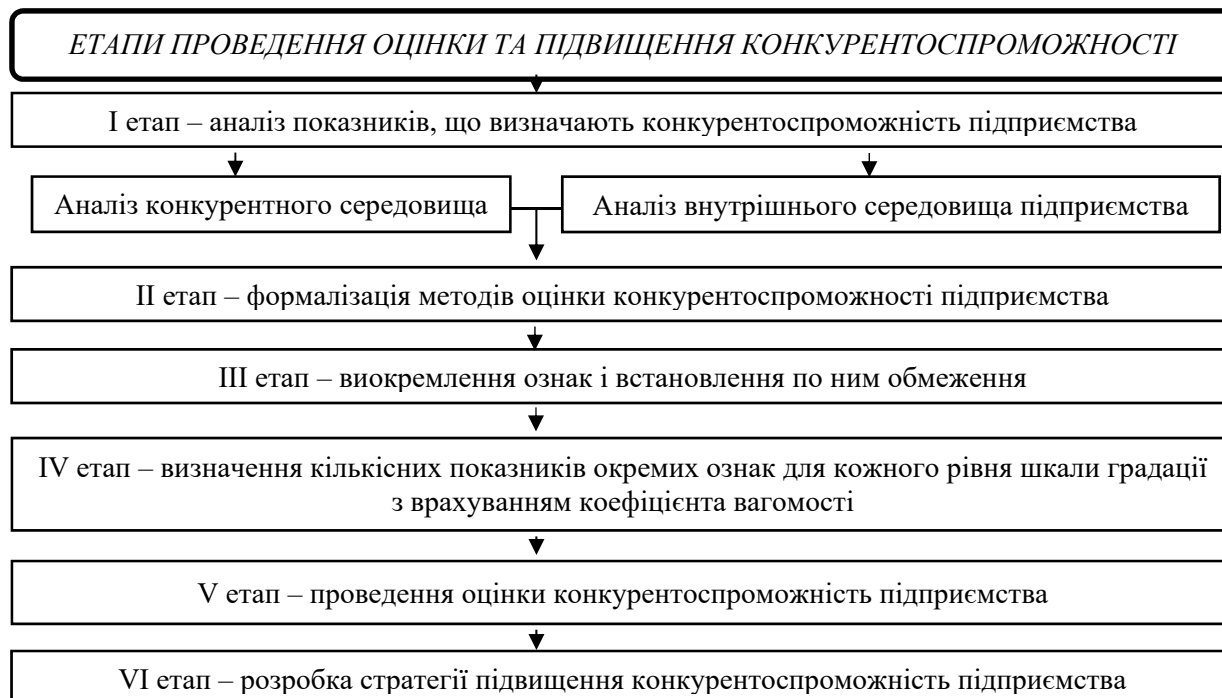 ЕТАПИ ПРОВЕДЕННЯ ОЦІНКИ ТА ПІДВИЩЕННЯ КОНКУРЕНТОСПРОМОЖНОСТІ
І етап – аналіз показників, що визначають конкурентоспроможність підприємства
Аналіз конкурентного середовища
Аналіз внутрішнього середовища підприємства
ІІ етап – формалізація методів оцінки конкурентоспроможності підприємства
ІІІ етап – виокремлення ознак і встановлення по ним обмеження
IV етап – визначення кількісних показників окремих ознак для кожного рівня шкали градації
з врахуванням коефіцієнта вагомості
V етап – проведення оцінки конкурентоспроможність підприємства
VI етап – розробка стратегії підвищення конкурентоспроможність підприємства